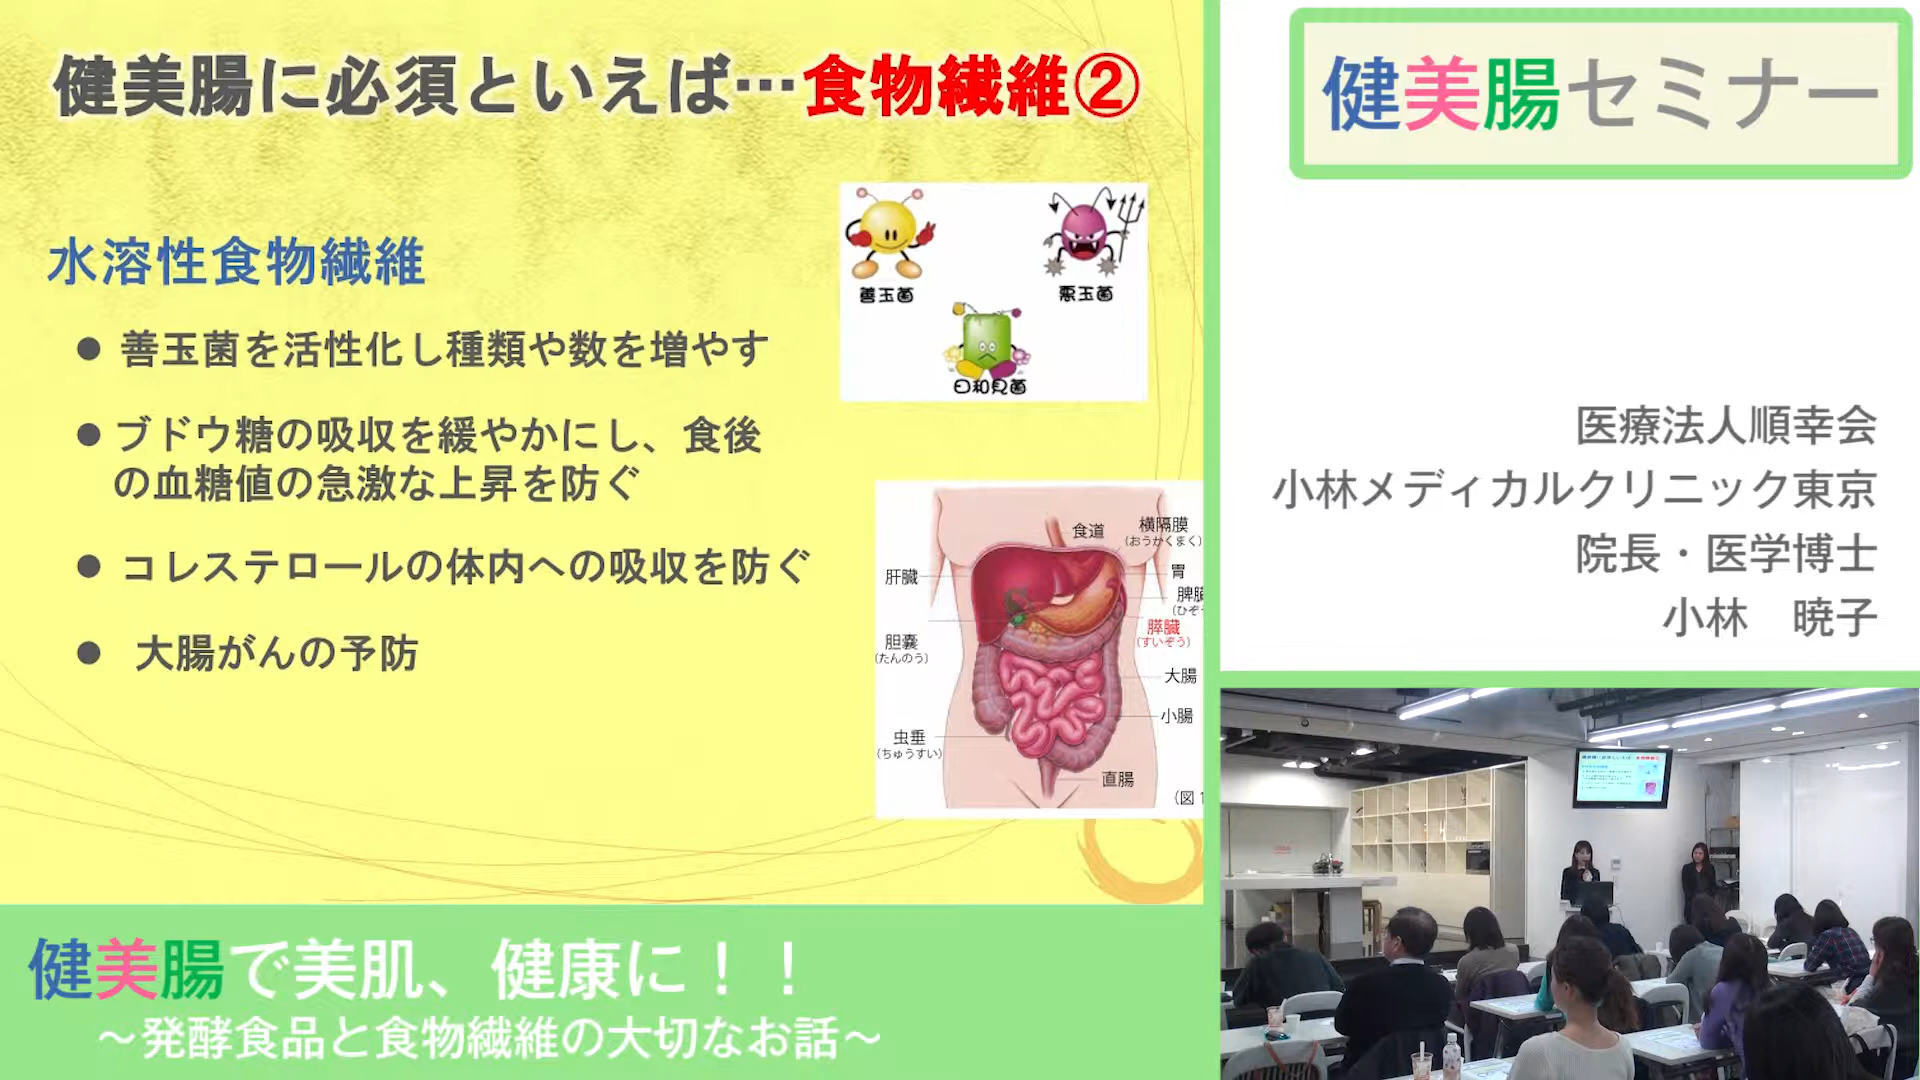 健美腸に必須といえば…食物繊維②
水溶性食物繊維
● 善玉菌を活性化し種類や数を増やす
● ブドウ糖の吸収を緩やかにし、食後
の血糖値の急激な上昇を防ぐ
● コレステロールの体内への吸収を防ぐ
● 大腸がんの予防
善玉菌
悪玉菌
日和見菌
食道
横隔膜
(おうかくまく)
肝臓
胃
脾臓
(ひぞ
膵臓
(すいぞう)
胆嚢
(たんのう)
大腸
小腸
虫垂
(ちゅうすい)
直腸
(図1
健美腸セミナー
医療法人順幸会
小林メディカルクリニック東京
院長・医学博士
小林 暁子
健美腸で美肌、健康に！！
～発酵食品と食物繊維の大切なお話～